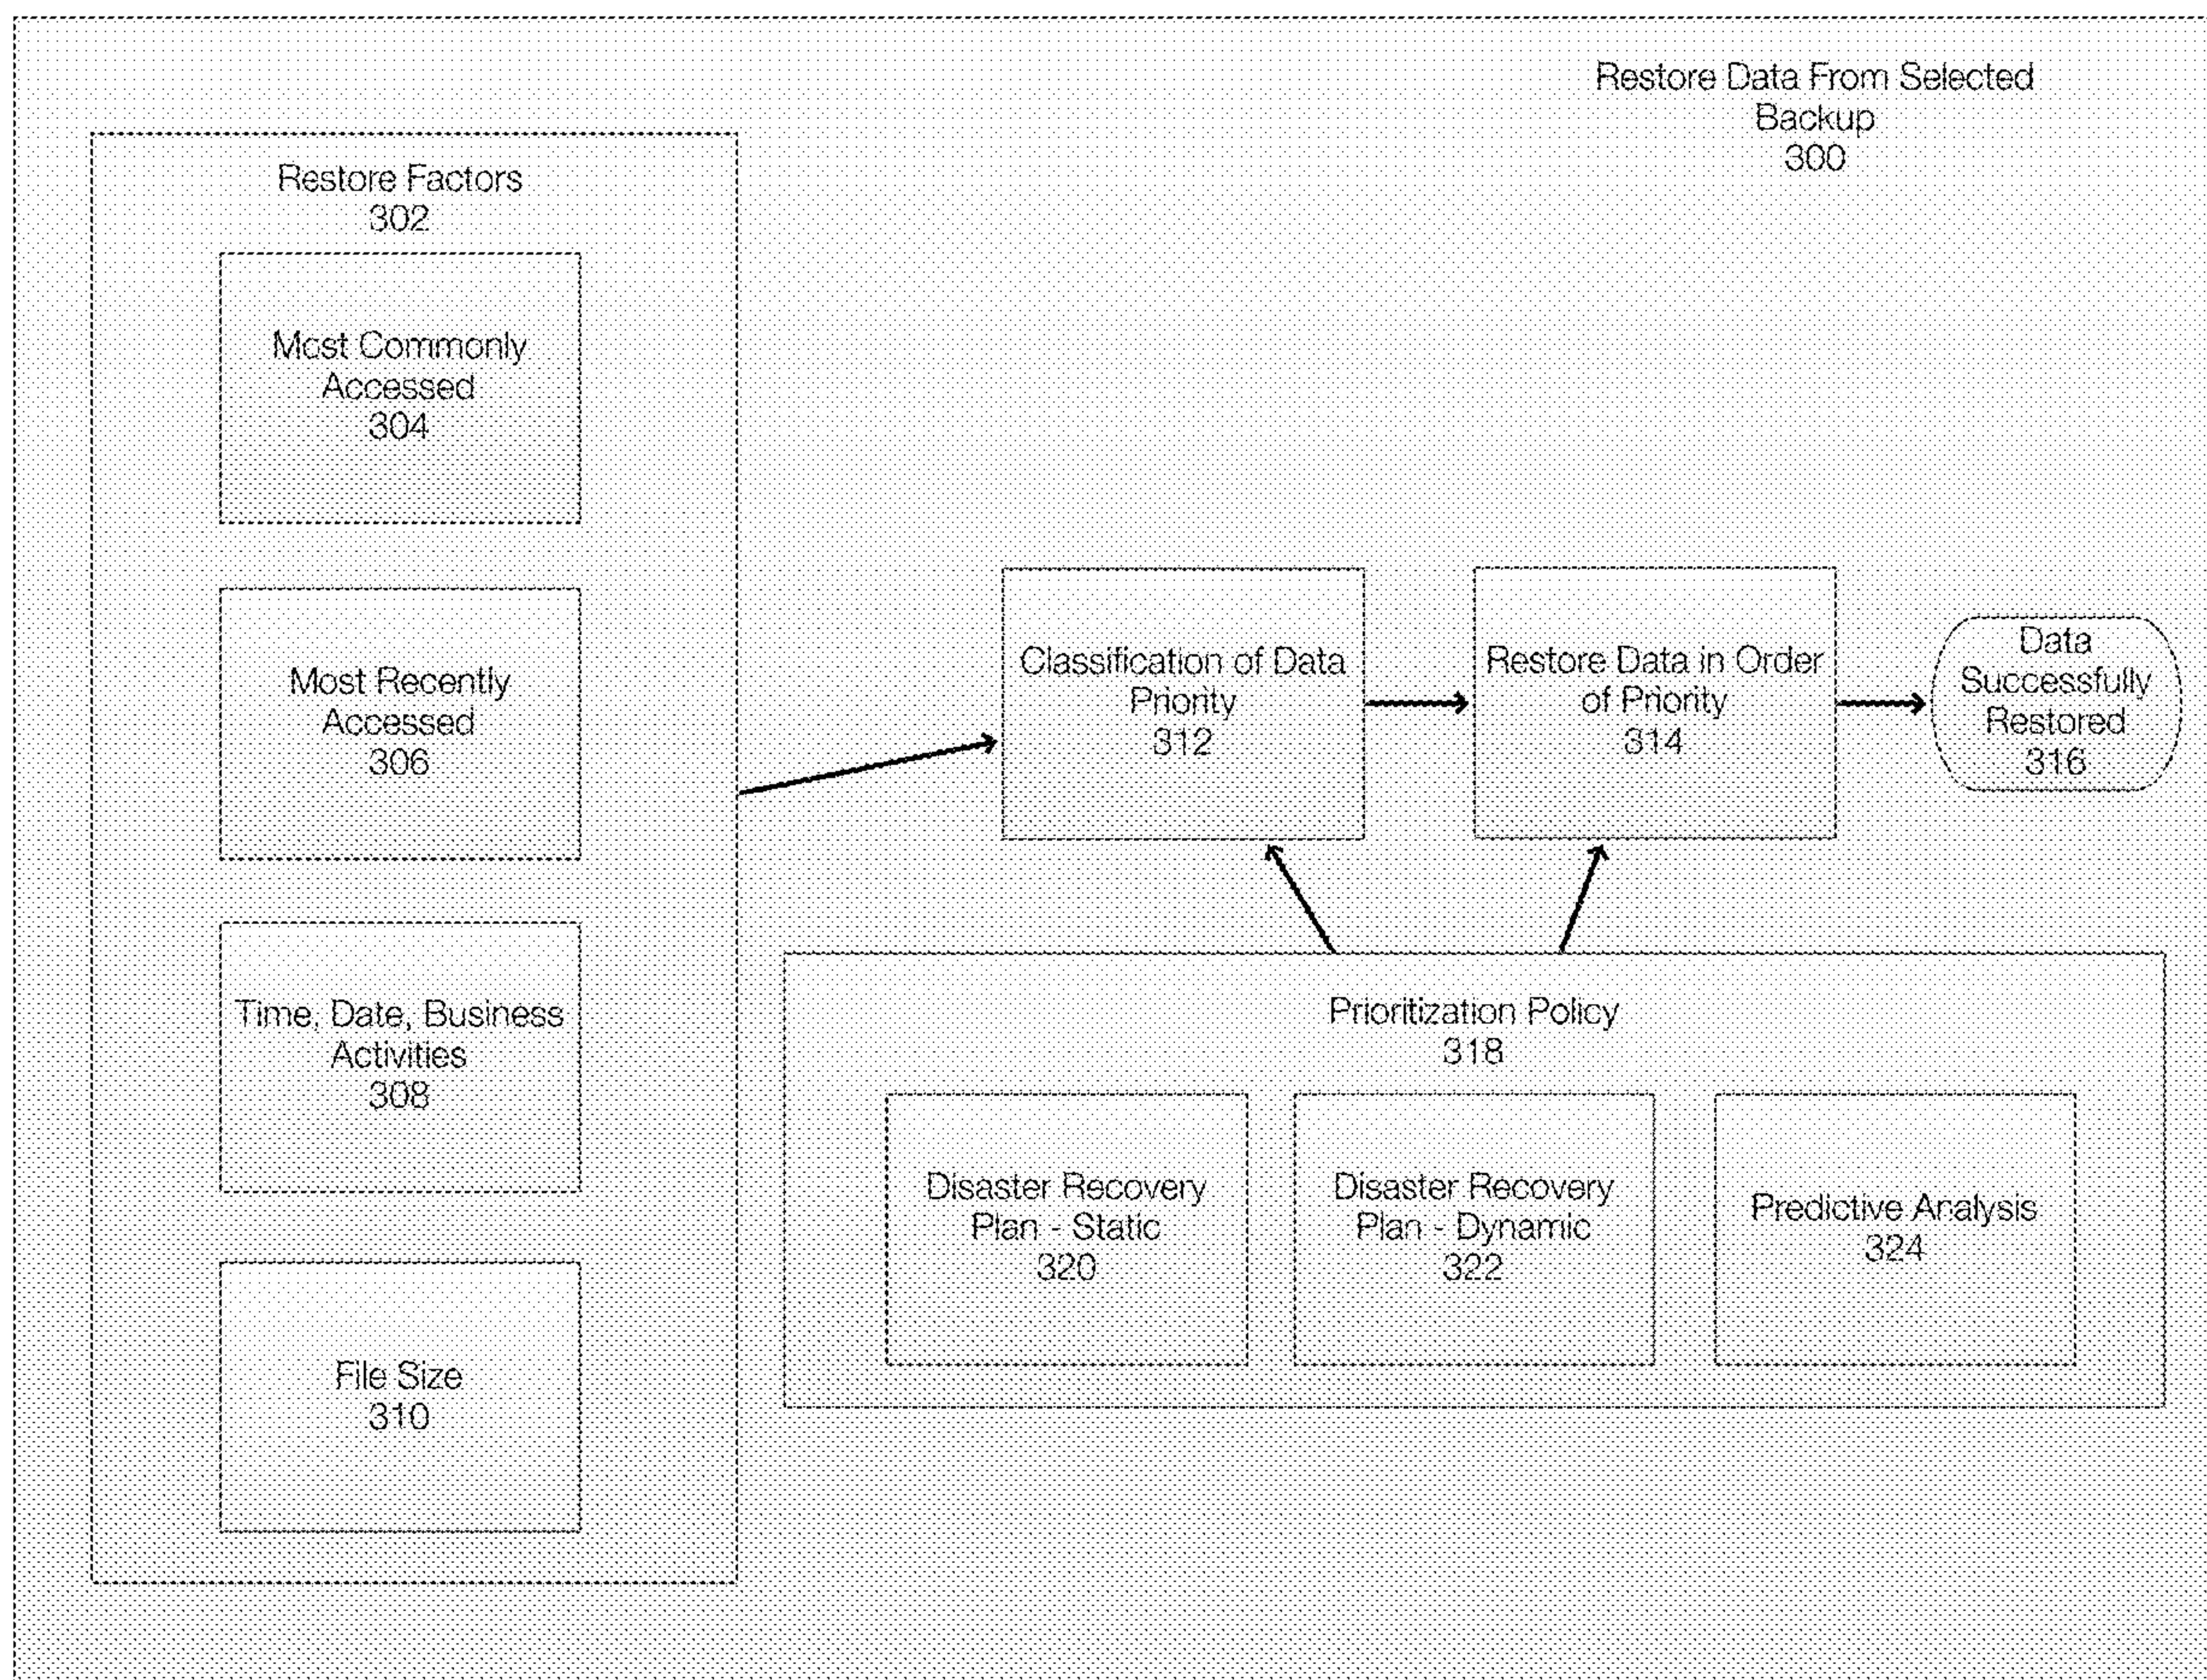 Restore Data From Selected
Backup
300
Restore Factors
302
Most Commonly
Accessed
304
Most Recently
Accessed
306
Time, Date, Business
Activities
308
File Size
310
Classification of Data
Priority
312
Restore Data in Order
of Priority
314
Data
Successfully
Restored
316
Prioritization Policy
318
Disaster Recovery
Plan - Static
320
Disaster Recovery
Plan - Dynamic
322
Predictive Analysis
324